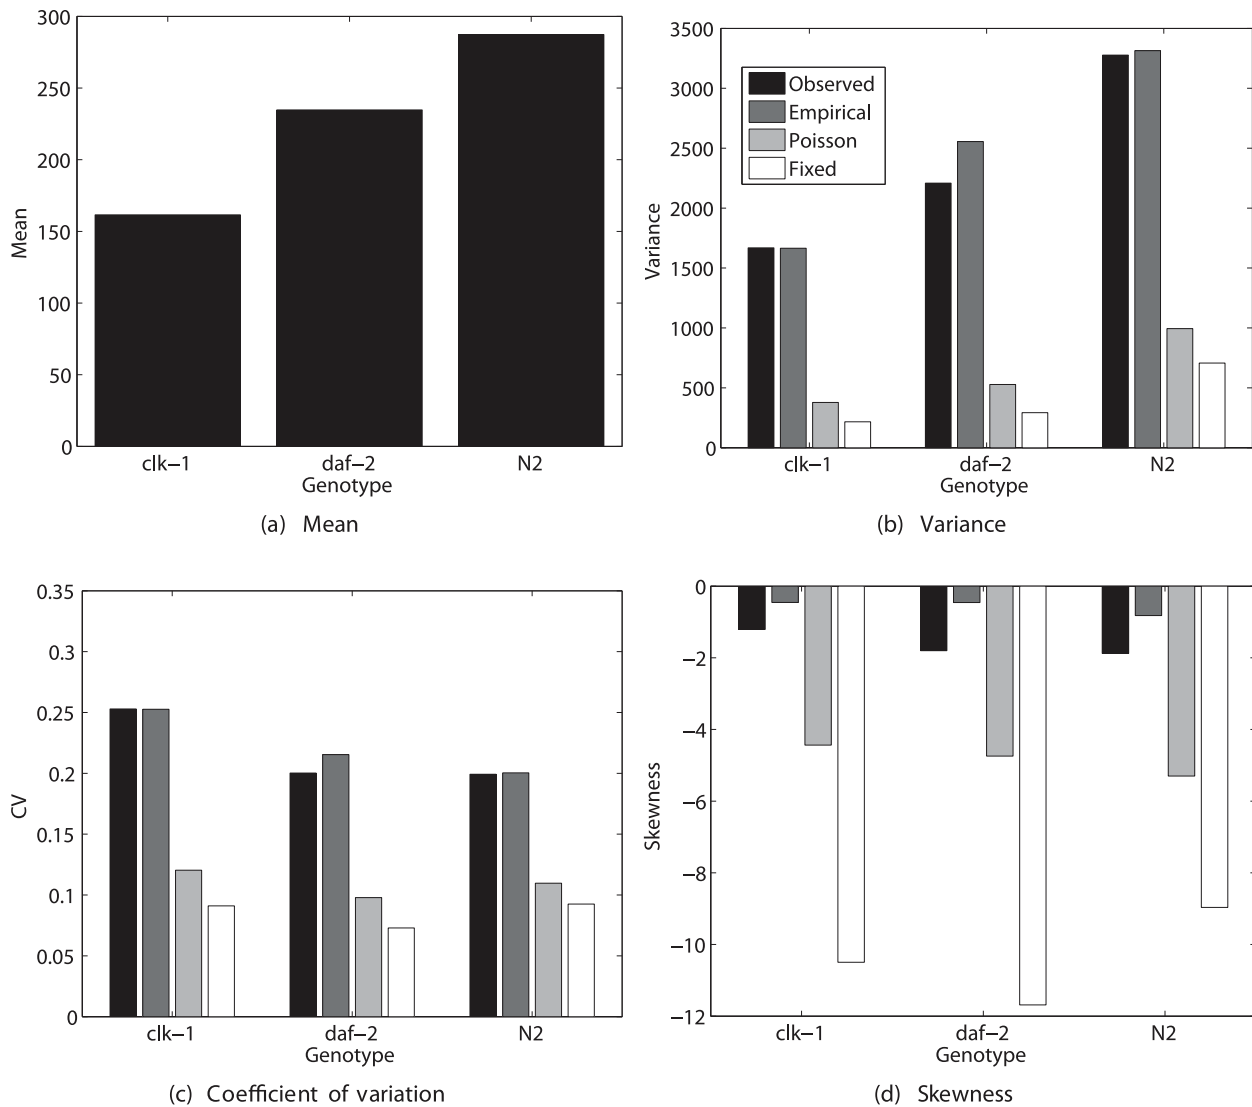 300
250
200
150
100
50
0
Mean
clk−1
daf−2
N2
Genotype
(a) Mean
3500
3000
2500
2000
1500
1000
500
0
Variance
Observed
Empirical
Poisson
Fixed
clk−1
daf−2
N2
Genotype
(b) Variance
0.35
0.3
0.25
0.2
0.15
0.1
0.05
0
CV
clk−1
daf−2
N2
Genotype
(c) Coefficient of variation
0
−2
−4
−6
−8
−10
−12
Skewness
clk−1
daf−2
N2
Genotype
(d) Skewness